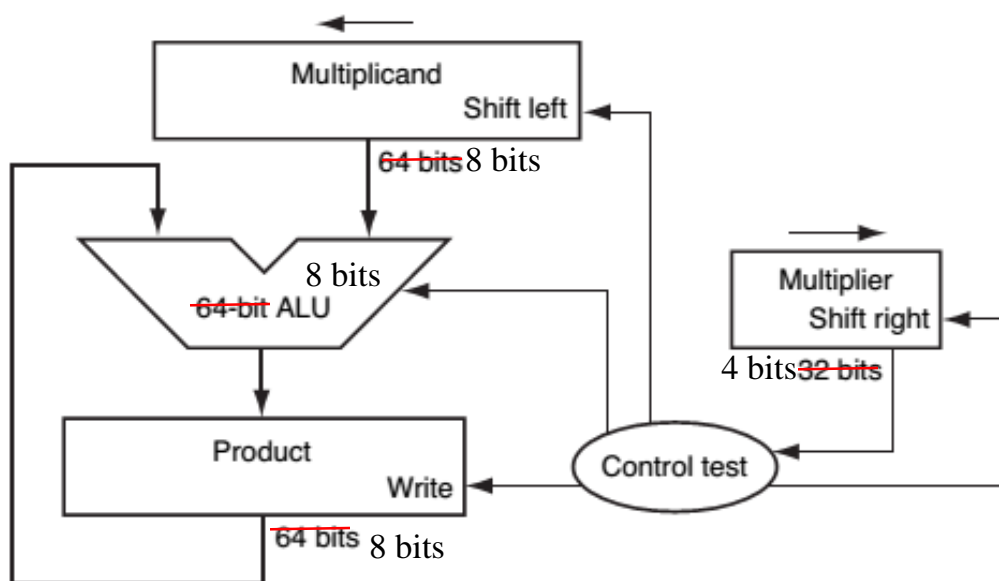 Multiplicand
Shift left
64 bits 8 bits
8 bits
64-bit ALU
Multiplier
Shift right
4 bits 32 bits
Product
Write
Control test
64 bits 8 bits